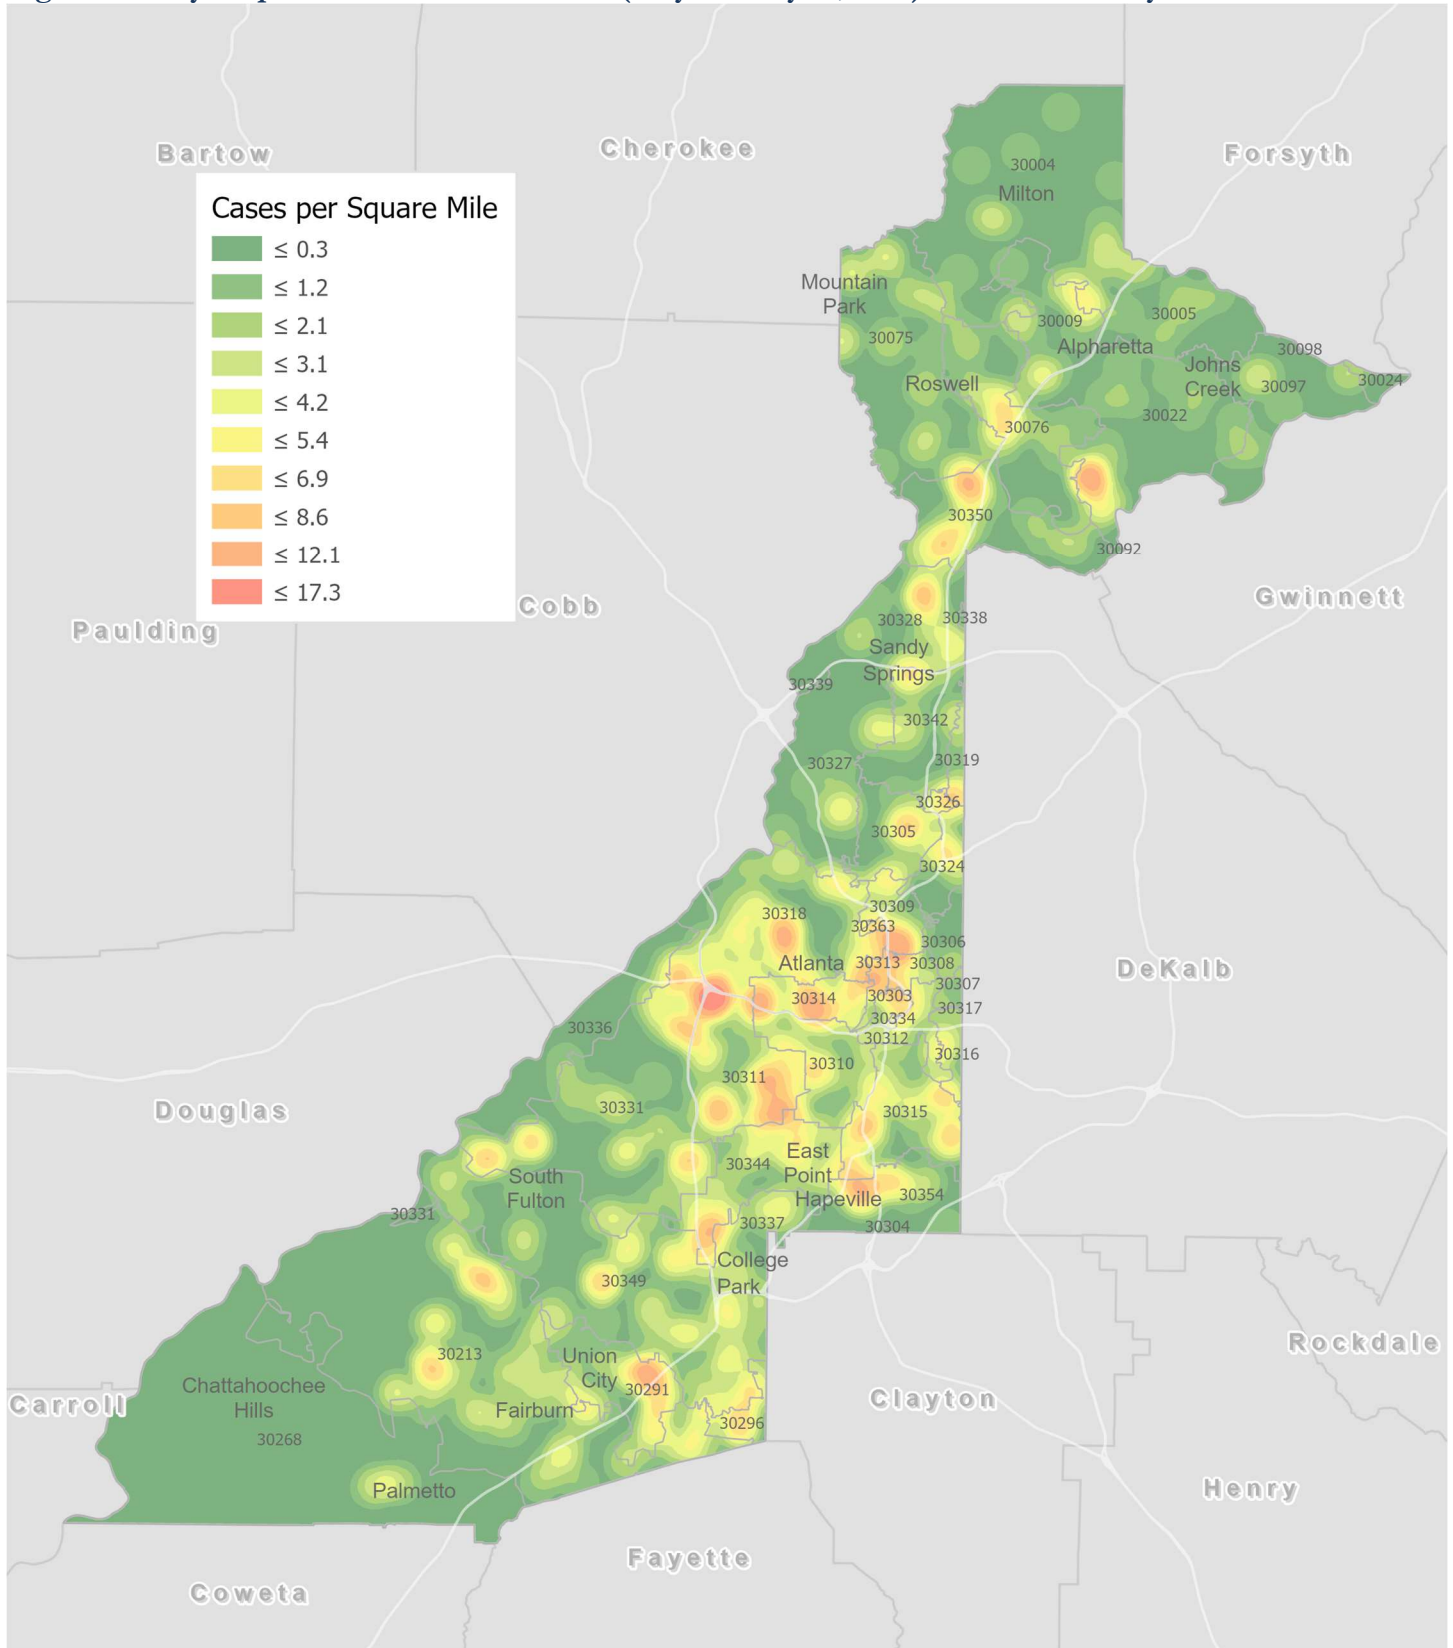 Bartow
Cherokee
Forsyth
Cases per Square Mile
≤ 0.3
≤ 1.2
≤ 2.1
≤ 3.1
≤ 4.2
≤ 5.4
≤ 6.9
≤ 8.6
≤ 12.1
≤ 17.3
30004
Milton
Mountain
Park
30075
30009
30005
Alpharetta
30098
Johns
Creek
30097
30024
Roswell
30022
30076
30350
30092
Cobb
Gwinnett
Paulding
30328
30338
Sandy
Springs
30339
30342
30327
30319
30326
30305
30324
30309
30318
30363
30306
Atlanta
30313
30308
DeKalb
30307
30314
30303
30317
30334
30336
30312
30316
30310
30311
Douglas
30331
30315
East
Point
30344
South
Fulton
Hapeville
30354
30331
30337
30304
College
Park
30349
Rockdale
30213
Union
City
30291
Chattahoochee
Hills
Carroll
Clayton
Fairburn
30296
30268
Palmetto
Henry
Fayette
Coweta